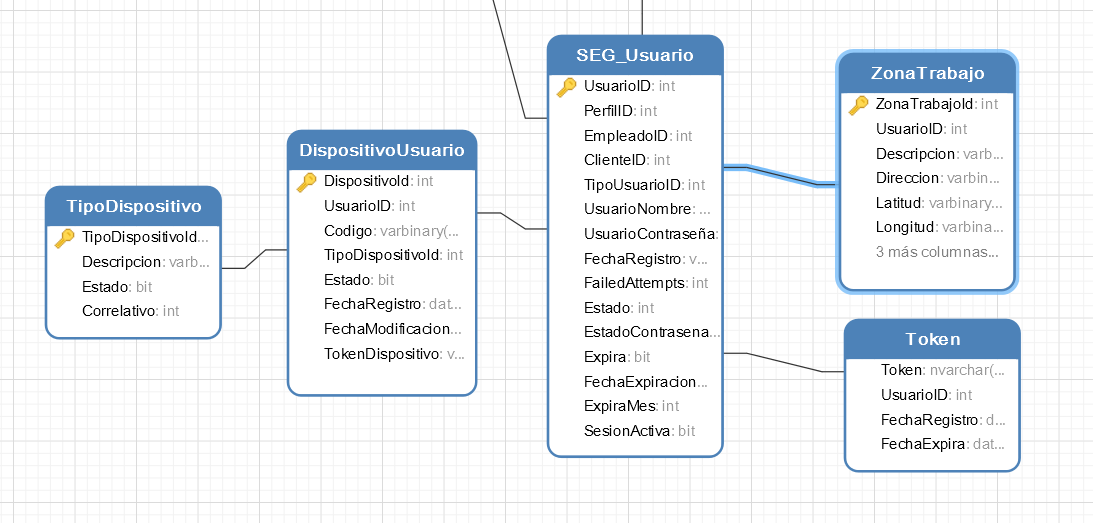 TipoDispositivo
TipoDispositivoId...
Descripcion: varb...
Estado: bit
Correlativo: int
DispositivoUsuario
DispositivoId: int
UsuarioID: int
Codigo: varbinary(...
TipoDispositivoId: int
Estado: bit
FechaRegistro: dat...
FechaModificacion...
TokenDispositivo: v...
SEG_Usuario
UsuarioID: int
PerfilID: int
EmpleadoID: int
ClienteID: int
TipoUsuarioID: int
UsuarioNombre: ...
UsuarioContraseña:
FechaRegistro: v...
FailedAttempts: int
Estado: int
EstadoContrasena...
Expira: bit
FechaExpiracion...
ExpiraMes: int
SesionActiva: bit
ZonaTrabajo
ZonaTrabajoId: int
UsuarioID: int
Descripcion: varb...
Direccion: varbin...
Latitud: varbinary...
Longitud: varbina...
3 más columnas...
Token
Token: nvarchar(...
UsuarioID: int
FechaRegistro: d...
FechaExpira: dat...